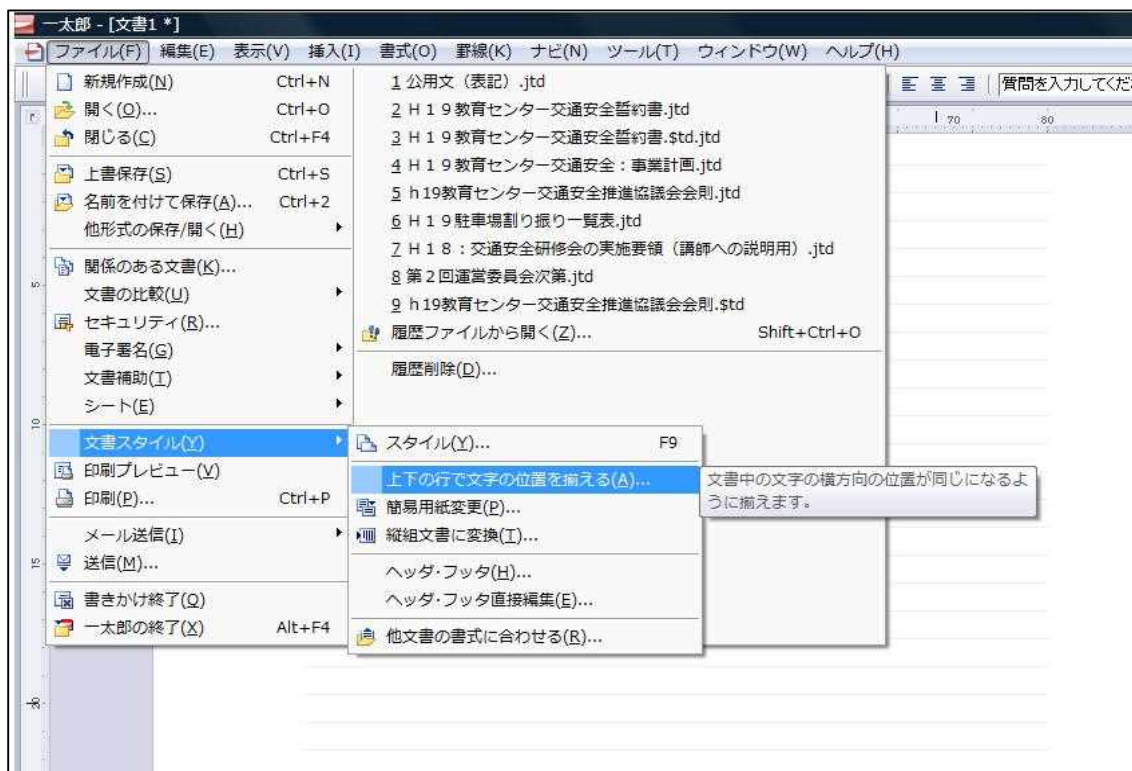 一太郎 - [文書1 *]
ファイル(F) 編集(E) 表示(V) 挿入(I) 書式(O) 罫線(K) ナビ(N) ツール(T) ウィンドウ(W) ヘルプ(H)
質問を入力してくだ
70 80
新規作成(N) Ctrl+N
開く(O)... Ctrl+O
閉じる(C) Ctrl+F4
上書保存(S) Ctrl+S
名前を付けて保存(A)... Ctrl+2
他形式の保存/開く(H)
関係のある文書(K)...
文書の比較(U)
セキュリティ(R)...
電子署名(G)
文書補助(T)
シート(E)
文書スタイル(Y)
印刷プレビュー(V)
印刷(P)... Ctrl+P
メール送信(I)
送信(M)...
書きかけ終了(Q)
一太郎の終了(X) Alt+F4
1 公用文（表記）.jtd
2 Ｈ１９教育センター交通安全誓約書.jtd
3 Ｈ１９教育センター交通安全誓約書.$td.jtd
4 Ｈ１９教育センター交通安全：事業計画.jtd
5 ｈ19教育センター交通安全推進協議会会則.jtd
6 Ｈ１９駐車場割り振り一覧表.jtd
7 Ｈ１８：交通安全研修会の実施要領（講師への説明用）.jtd
8 第２回運営委員会次第.jtd
9 ｈ19教育センター交通安全推進協議会会則.$td
履歴ファイルから開く(Z)... Shift+Ctrl+O
履歴削除(D)...
スタイル(Y)... F9
上下の行で文字の位置を揃える(A)...
簡易用紙変更(P)...
縦組文書に変換(T)...
ヘッダ･フッタ(H)...
ヘッダ･フッタ直接編集(E)...
他文書の書式に合わせる(R)...
文書中の文字の横方向の位置が同じになるよ
うに揃えます。
5
10
15
20